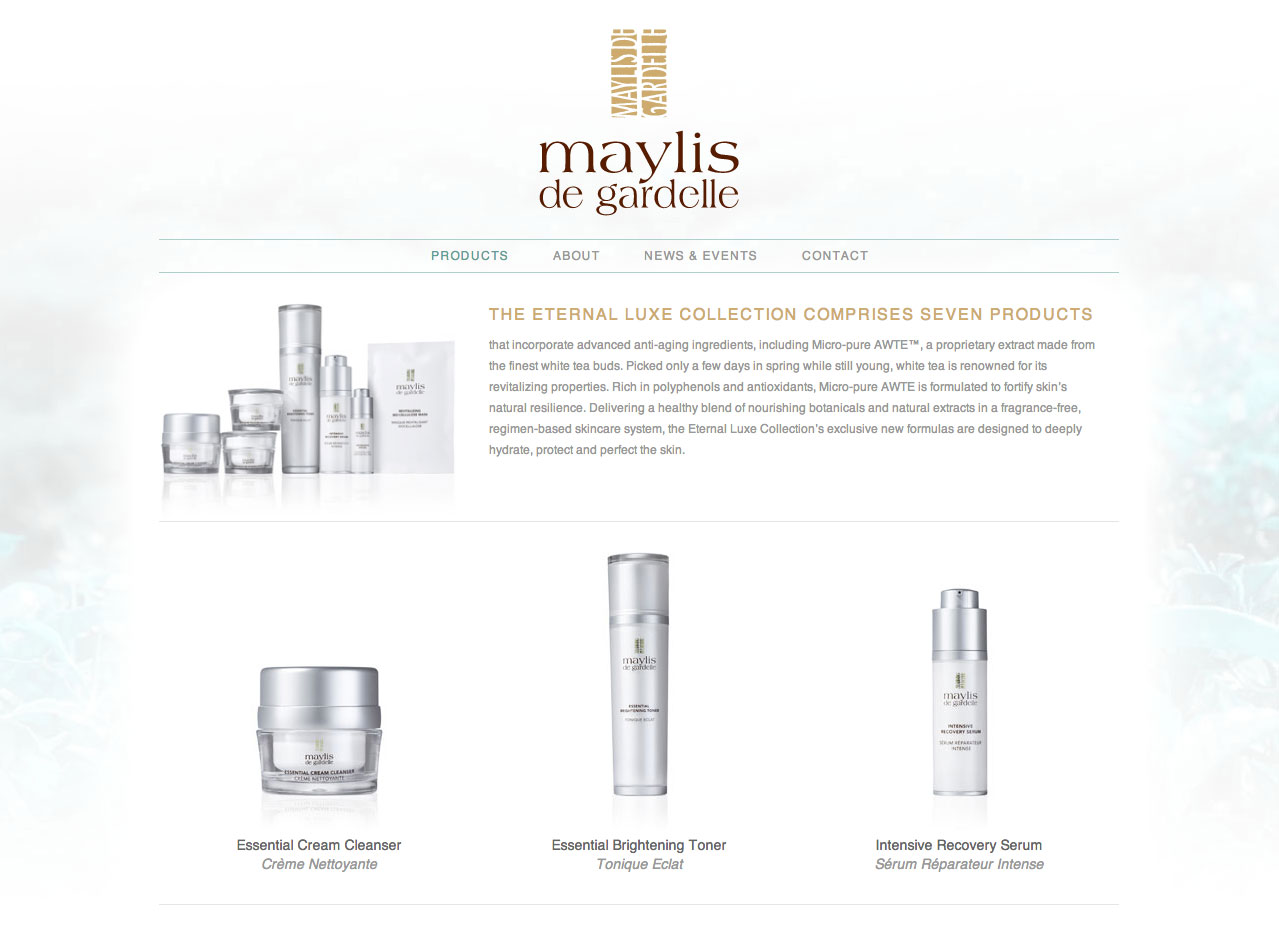 MAYLIS DE
GARDELLE
maylis
de gardelle
PRODUCTS ABOUT NEWS & EVENTS CONTACT
maylis
de gardelle
THE ETERNAL LUXE COLLECTION COMPRISES SEVEN PRODUCTS
that incorporate advanced anti-aging ingredients, including Micro-pure AWTE™, a proprietary extract made from
the finest white tea buds. Picked only a few days in spring while still young, white tea is renowned for its
revitalizing properties. Rich in polyphenols and antioxidants, Micro-pure AWTE is formulated to fortify skin's
natural resilience. Delivering a healthy blend of nourishing botanicals and natural extracts in a fragrance-free,
regimen-based skincare system, the Eternal Luxe Collection's exclusive new formulas are designed to deeply
hydrate, protect and perfect the skin.
maylis
de gardelle
ESSENTIAL CREAM CLEANSER
CRÈME NETTOYANTE
maylis
de gardelle
ESSENTIAL
BRIGHTENING TONER
TONIQUE ECLAT
maylis
de gardelle
INTENSIVE
RECOVERY SERUM
SÉRUM RÉPARATEUR
INTENSE
Essential Cream Cleanser
Crème Nettoyante
Essential Brightening Toner
Tonique Eclat
Intensive Recovery Serum
Sérum Réparateur Intense